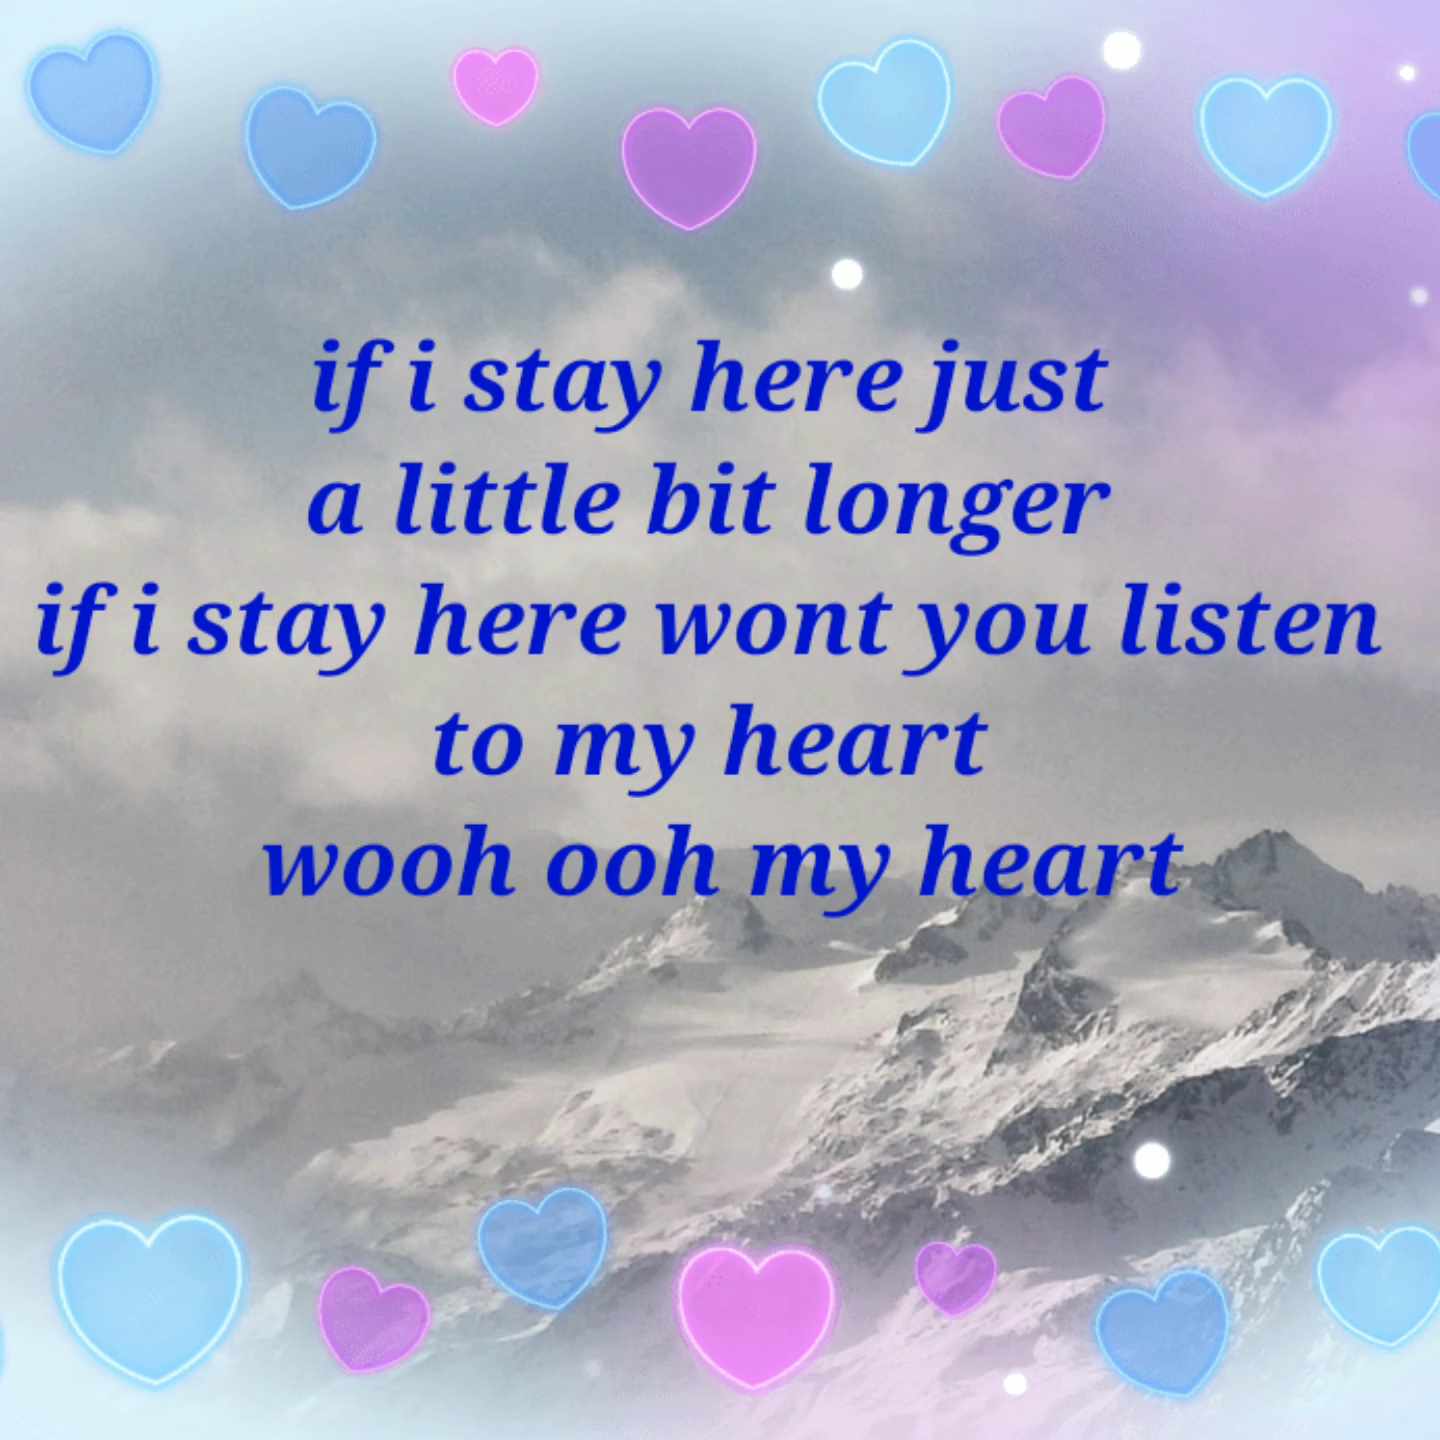 if i stay here just
a little bit longer
if i stay here wont you listen
to my heart
wooh ooh my heart